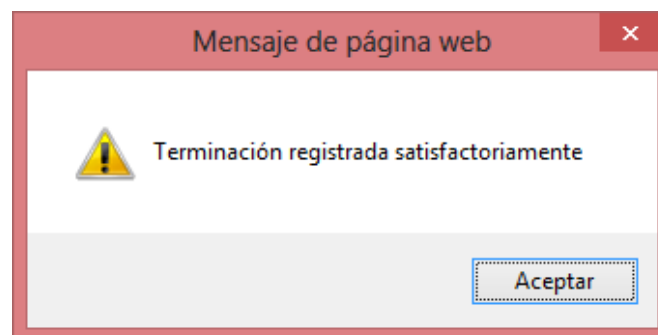 Mensaje de página web
Terminación registrada satisfactoriamente
Aceptar